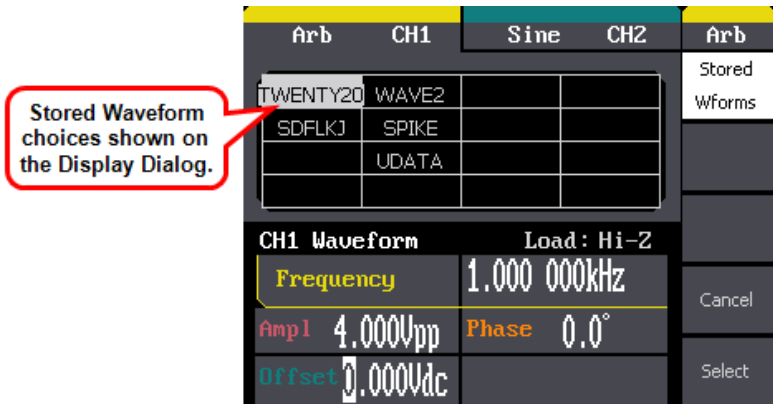 Arb CH1 Sine CH2 Arb
Stored
Wforms
TWENTY20 WAVE2
SDFLKJ SPIKE
UDATA
Stored Waveform
choices shown on
the Display Dialog.
CH1 Waveform Load: Hi-Z
Frequency 1.000 000kHz
Ampl 4.000Vpp Phase 0.0°
Offset 0.000Vdc
Cancel
Select